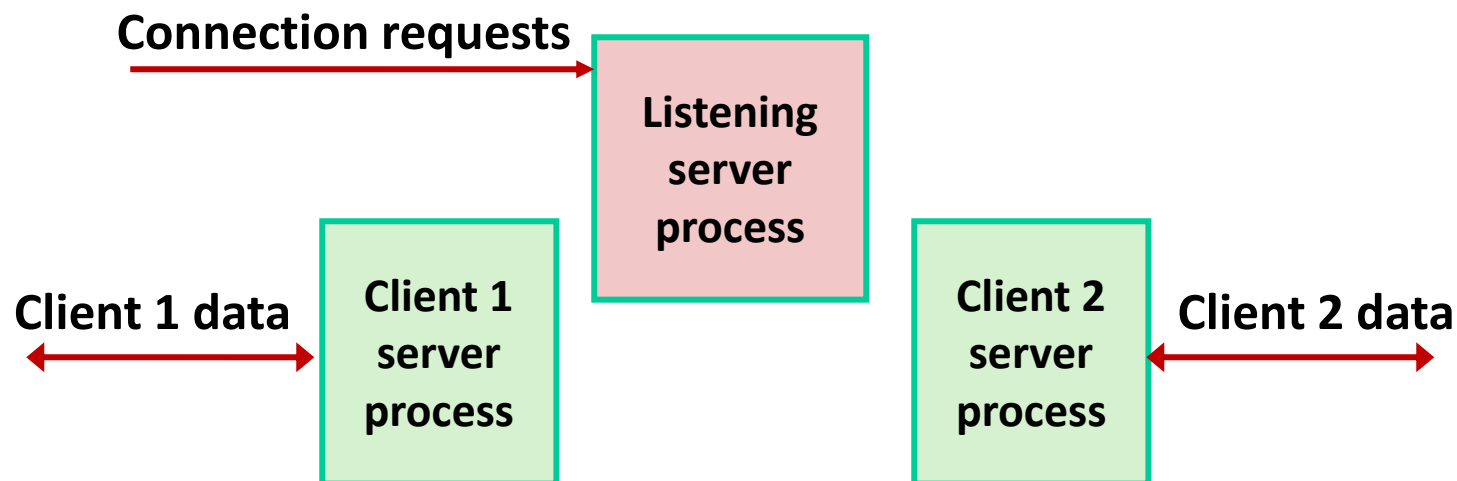 Connection requests
Listening
server
process
Client 1 data
Client 1
server
process
Client 2
server
process
Client 2 data